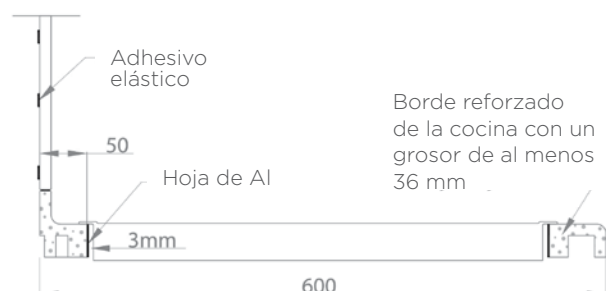 Adhesivo
elástico
Borde reforzado
de la cocina con un
grosor de al menos
36 mm
50
Hoja de Al
3mm
600